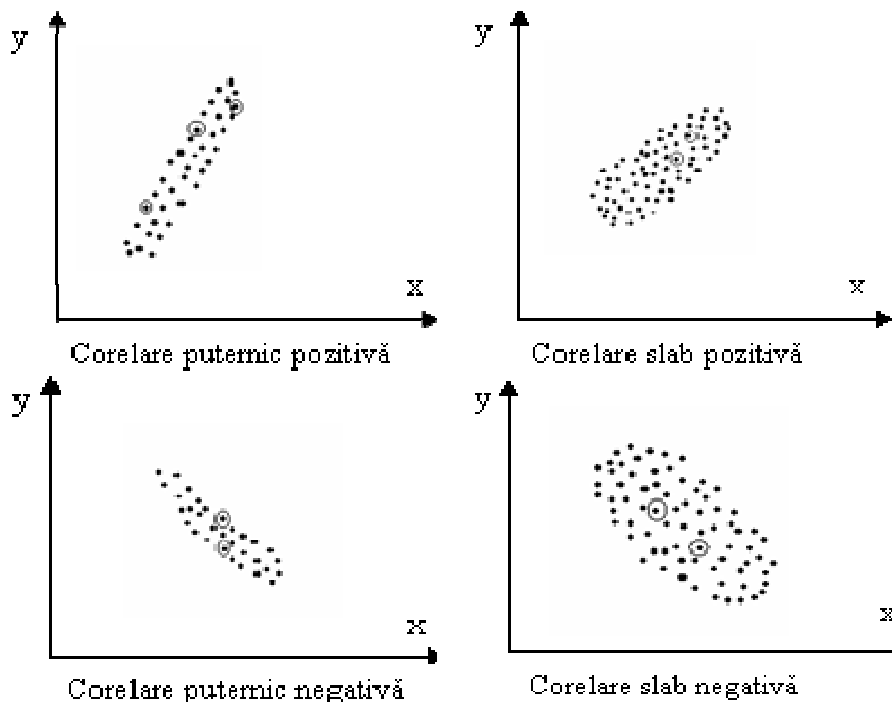 y
x
Corelare puternic pozitivă
y
x
Corelare slab pozitivă
y
x
Corelare puternic negativă
y
x
Corelare slab negativă